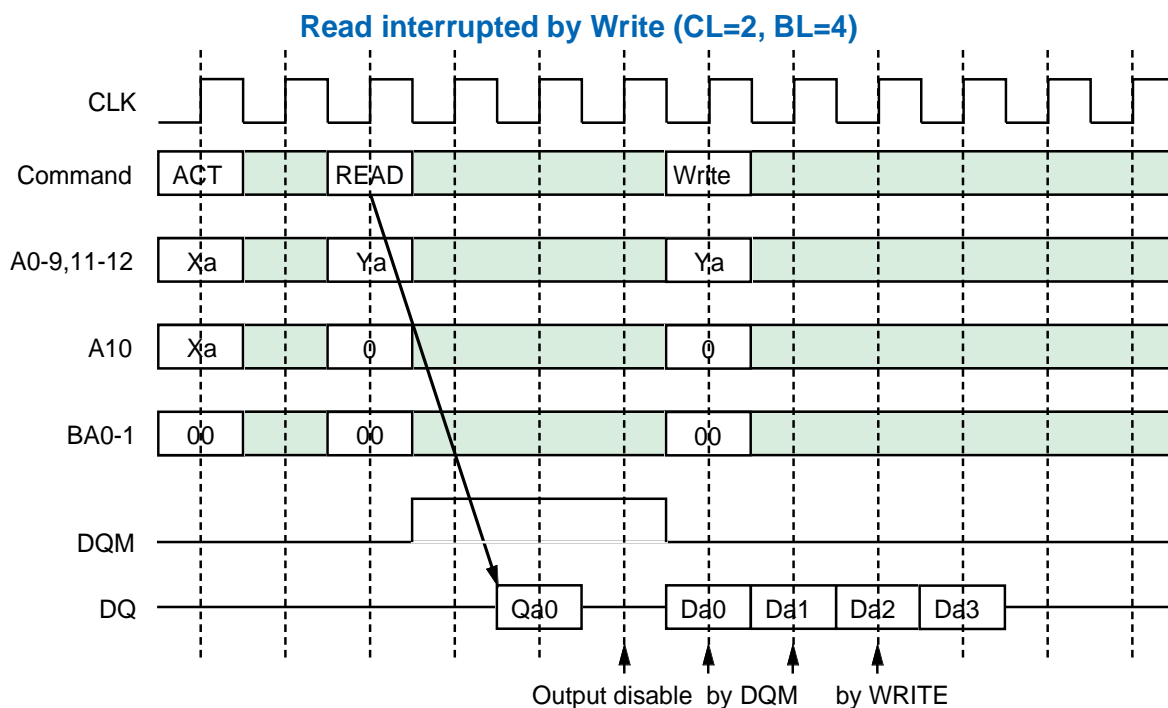 Read interrupted by Write (CL=2, BL=4)
CLK
Command ACT READ Write
A0-9,11-12 Xa Ya Ya
A10 Xa 0 0
BA0-1 00 00 00
DQM
DQ Qa0 Da0 Da1 Da2 Da3
Output disable by DQM by WRITE